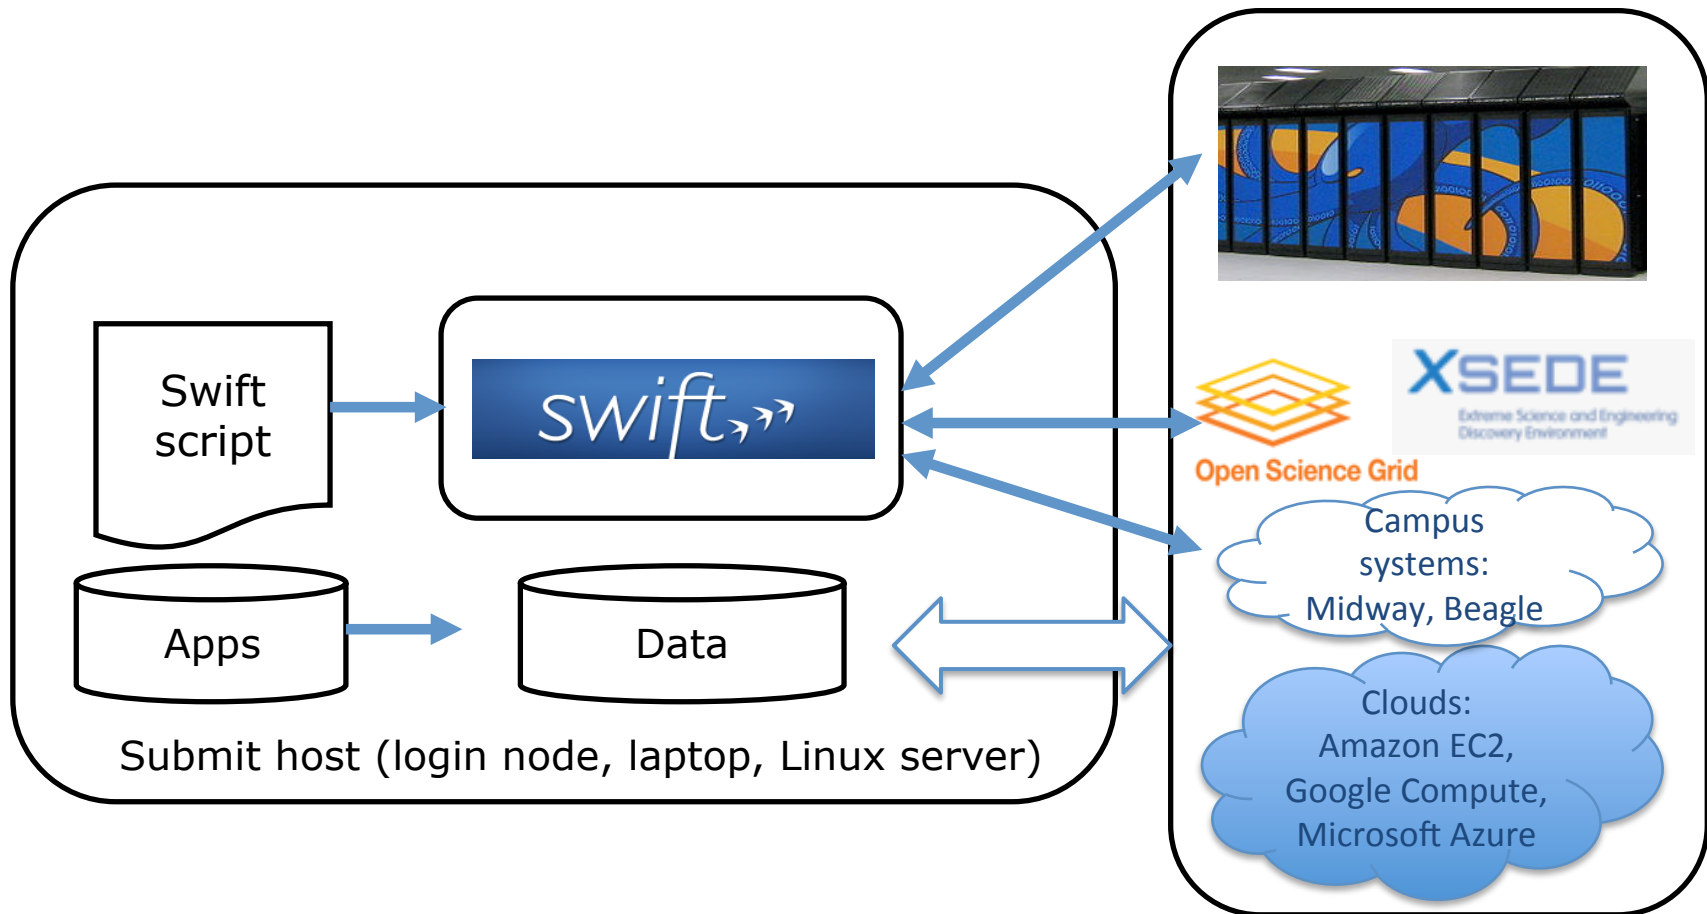 Swift
script
swift
Apps
Data
Submit host (login node, laptop, Linux server)
XSEDE
Extreme Science and Engineering
Discovery Environment
Open Science Grid
Campus
systems:
Midway, Beagle
Clouds:
Amazon EC2,
Google Compute,
Microsoft Azure